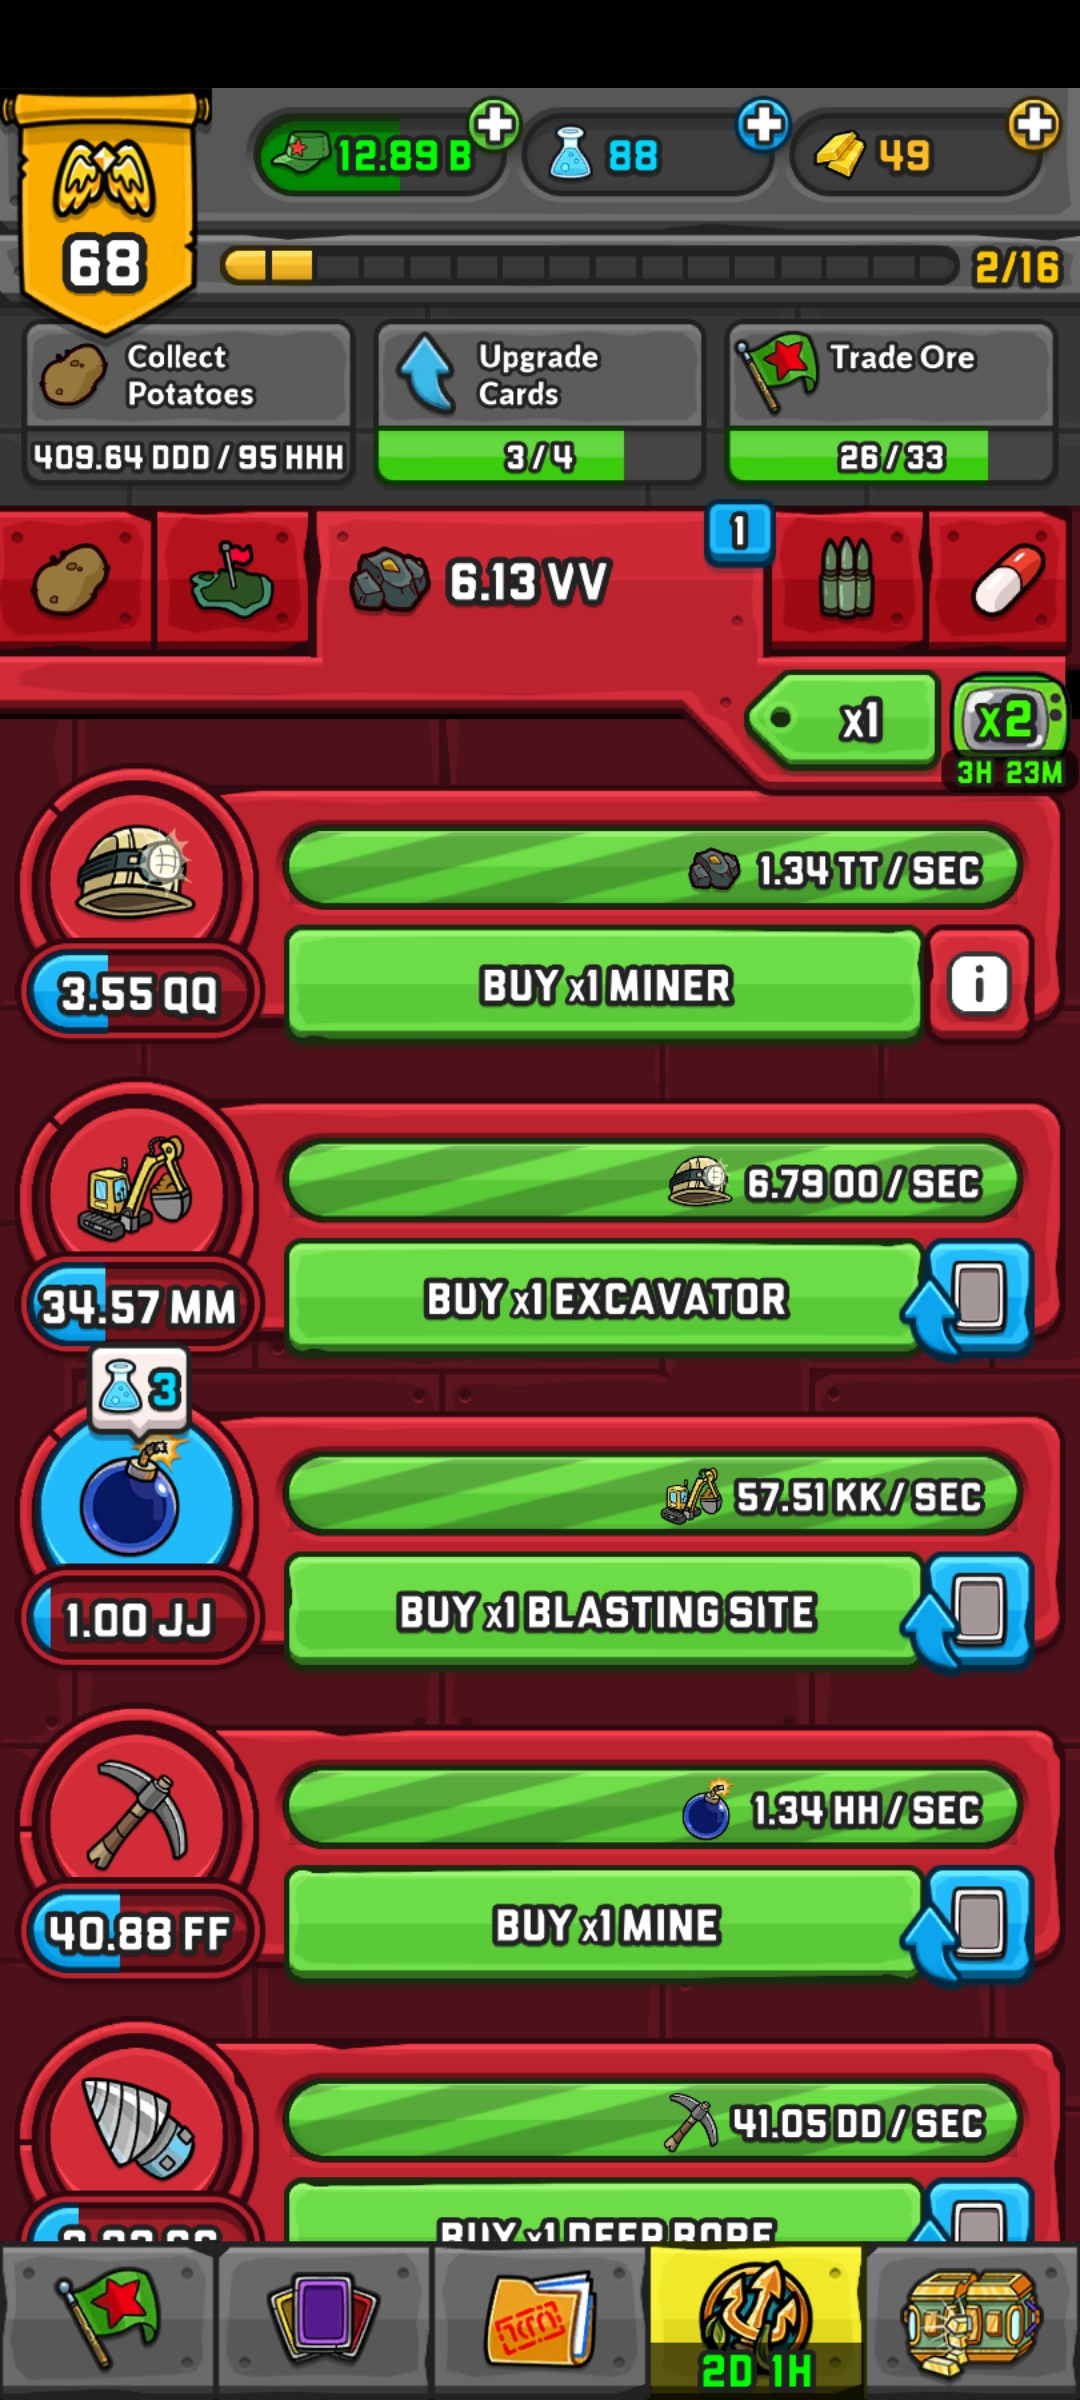 12.89 B
88
49
68
2/16
Collect
Potatoes
Upgrade
Cards
Trade Ore
409.64 DDD / 95 HHH
3/4
26/33
1
6.13 VV
x1
x2
3H 23M
1.34 TT / SEC
3.55 QQ
BUY x1 MINER
i
6.79 OO / SEC
34.57 MM
BUY x1 EXCAVATOR
3
57.51 KK / SEC
1.00 JJ
BUY x1 BLASTING SITE
1.34 HH / SEC
40.88 FF
BUY x1 MINE
41.05 DD / SEC
BUY x1 DEEP BORE
2D 1H